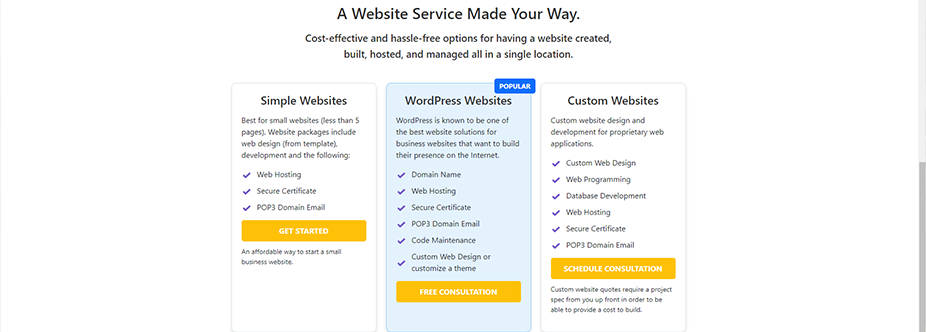 A Website Service Made Your Way.
Cost-effective and hassle-free options for having a website created,
built, hosted, and managed all in a single location.
Simple Websites
Best for small websites (less than 5
pages). Website packages include
web design (from template),
development and the following:
Web Hosting
Secure Certificate
POP3 Domain Email
GET STARTED
An affordable way to start a small
business website.
POPULAR
WordPress Websites
WordPress is known to be one of
the best website solutions for
business websites that want to build
their presence on the Internet.
Domain Name
Web Hosting
Secure Certificate
POP3 Domain Email
Code Maintenance
Custom Web Design or
customize a theme
FREE CONSULTATION
Custom Websites
Custom website design and
development for proprietary web
applications.
Custom Web Design
Web Programming
Database Development
Web Hosting
Secure Certificate
POP3 Domain Email
SCHEDULE CONSULTATION
Custom website quotes require a project
spec from you up front in order to be
able to provide a cost to build.